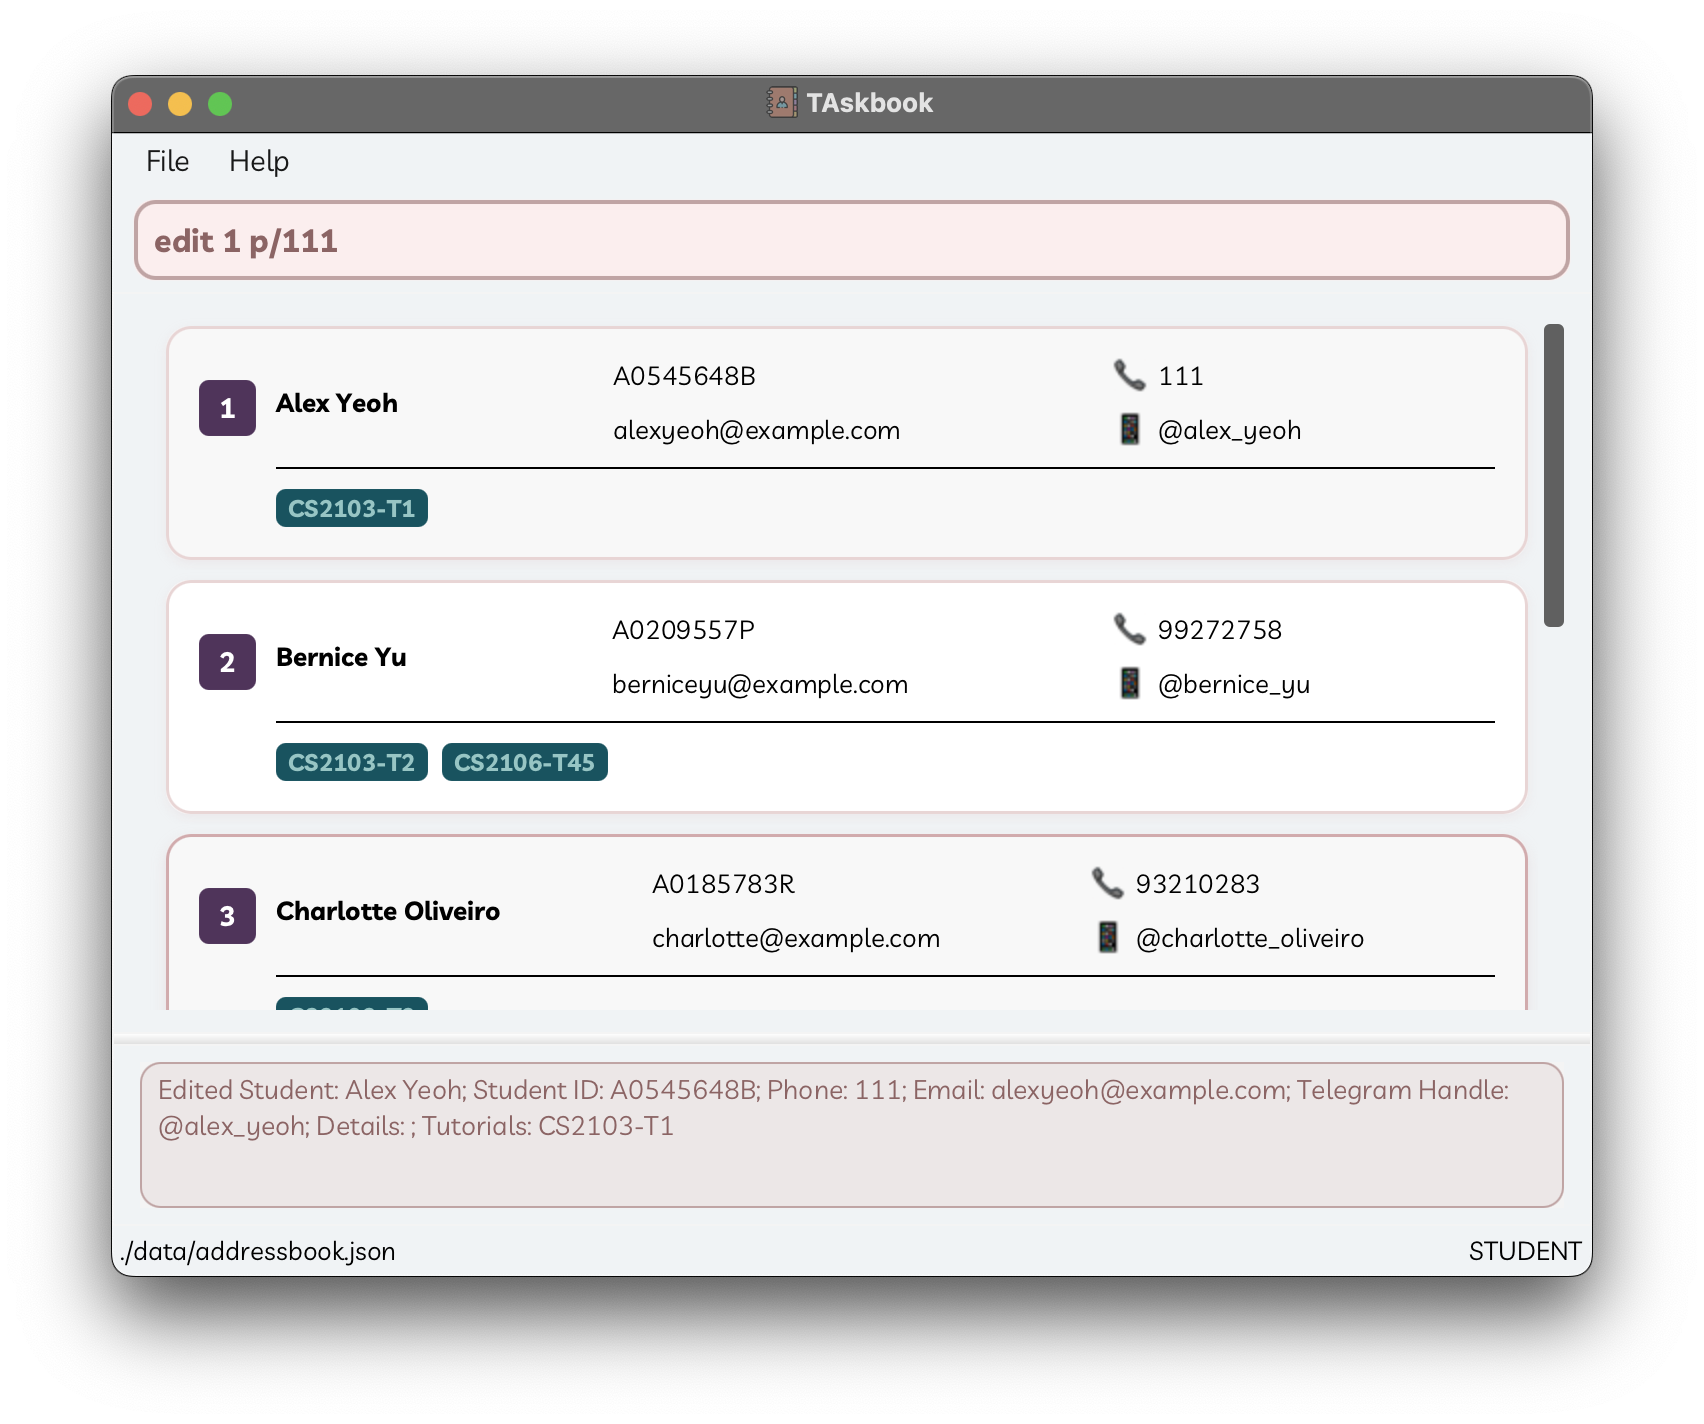 TAskbook
File Help
edit 1 p/111
1 Alex Yeoh
A0545648B
alexyeoh@example.com
111
@alex_yeoh
CS2103-T1
2 Bernice Yu
A0209557P
berniceyu@example.com
99272758
@bernice_yu
CS2103-T2 CS2106-T45
3 Charlotte Oliveiro
A0185783R
charlotte@example.com
93210283
@charlotte_oliveiro
Edited Student: Alex Yeoh; Student ID: A0545648B; Phone: 111; Email: alexyeoh@example.com; Telegram Handle:
@alex_yeoh; Details: ; Tutorials: CS2103-T1
./data/addressbook.json
STUDENT